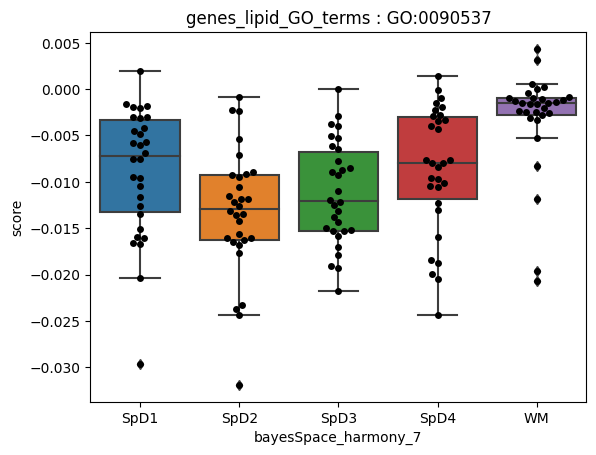 genes_lipid_GO_terms : GO:0090537
0.005
0.000
−0.005
−0.010
−0.015
−0.020
−0.025
−0.030
score
SpD1 SpD2 SpD3 SpD4 WM
bayesSpace_harmony_7